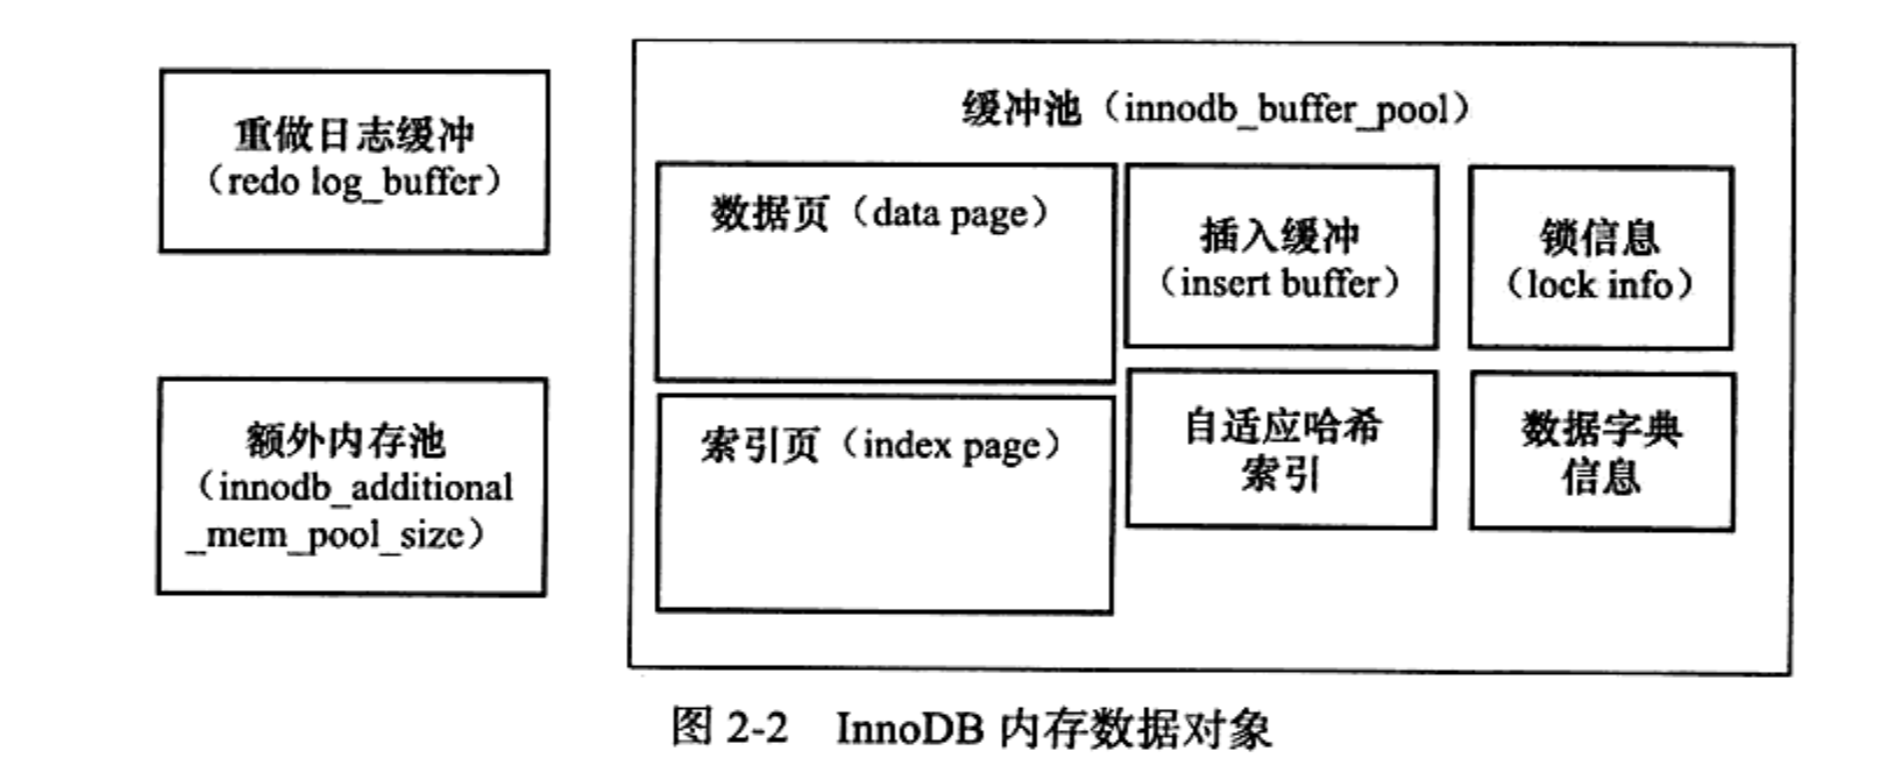 重做日志缓冲
（redo log_buffer）
额外内存池
（innodb_additional
_mem_pool_size）
缓冲池（innodb_buffer_pool）
数据页（data page）
索引页（index page）
插入缓冲
（insert buffer）
自适应哈希
索引
锁信息
（lock info）
数据字典
信息
图 2-2 InnoDB 内存数据对象